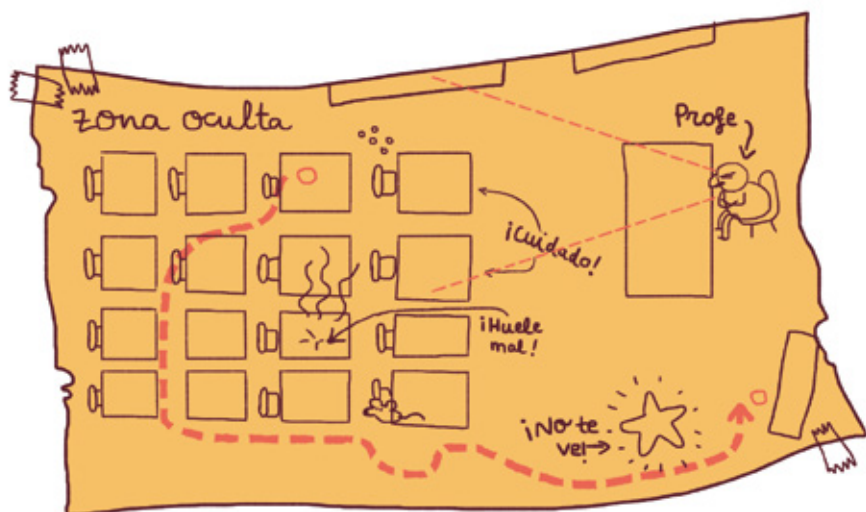 zona oculta
Profe
¡Cuidado!
¡Huele
mal!
¡No te
ve!